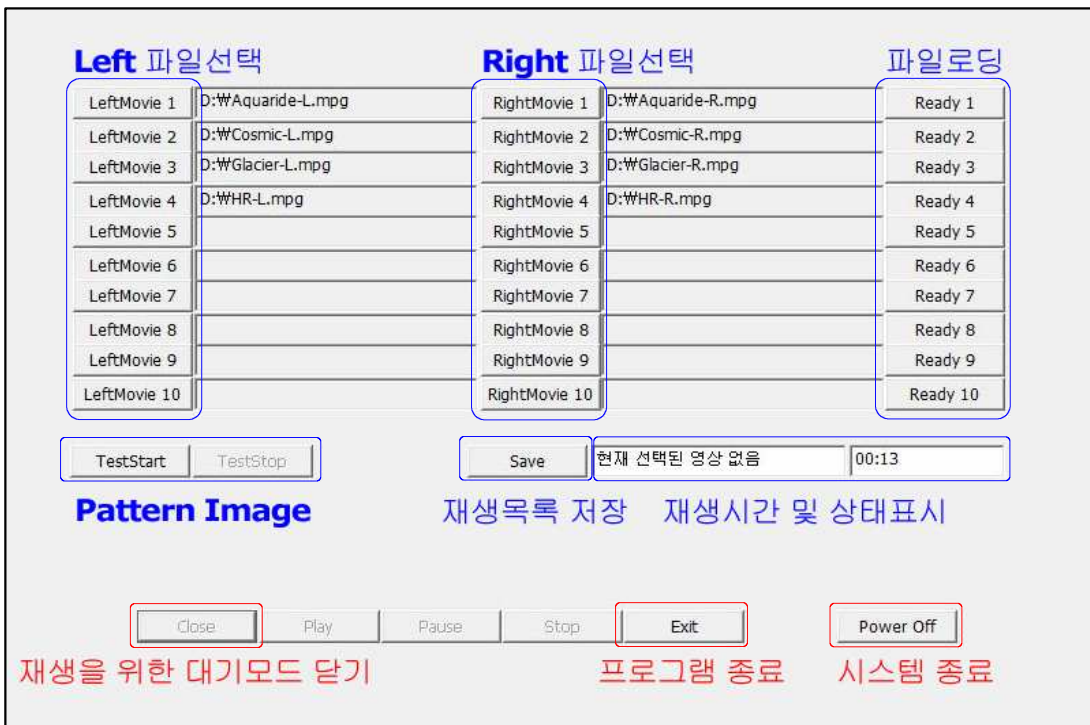 Left 파일선택 Right 파일선택 파일로딩
LeftMovie 1 D:₩Aquaride-L.mpg RightMovie 1 D:₩Aquaride-R.mpg Ready 1
LeftMovie 2 D:₩Cosmic-L.mpg RightMovie 2 D:₩Cosmic-R.mpg Ready 2
LeftMovie 3 D:₩Glacier-L.mpg RightMovie 3 D:₩Glacier-R.mpg Ready 3
LeftMovie 4 D:₩HR-L.mpg RightMovie 4 D:₩HR-R.mpg Ready 4
LeftMovie 5 RightMovie 5 Ready 5
LeftMovie 6 RightMovie 6 Ready 6
LeftMovie 7 RightMovie 7 Ready 7
LeftMovie 8 RightMovie 8 Ready 8
LeftMovie 9 RightMovie 9 Ready 9
LeftMovie 10 RightMovie 10 Ready 10
TestStart TestStop Save 현재 선택된 영상 없음 00:13
Pattern Image 재생목록 저장 재생시간 및 상태표시
Close Play Pause Stop Exit Power Off
재생을 위한 대기모드 닫기 프로그램 종료 시스템 종료